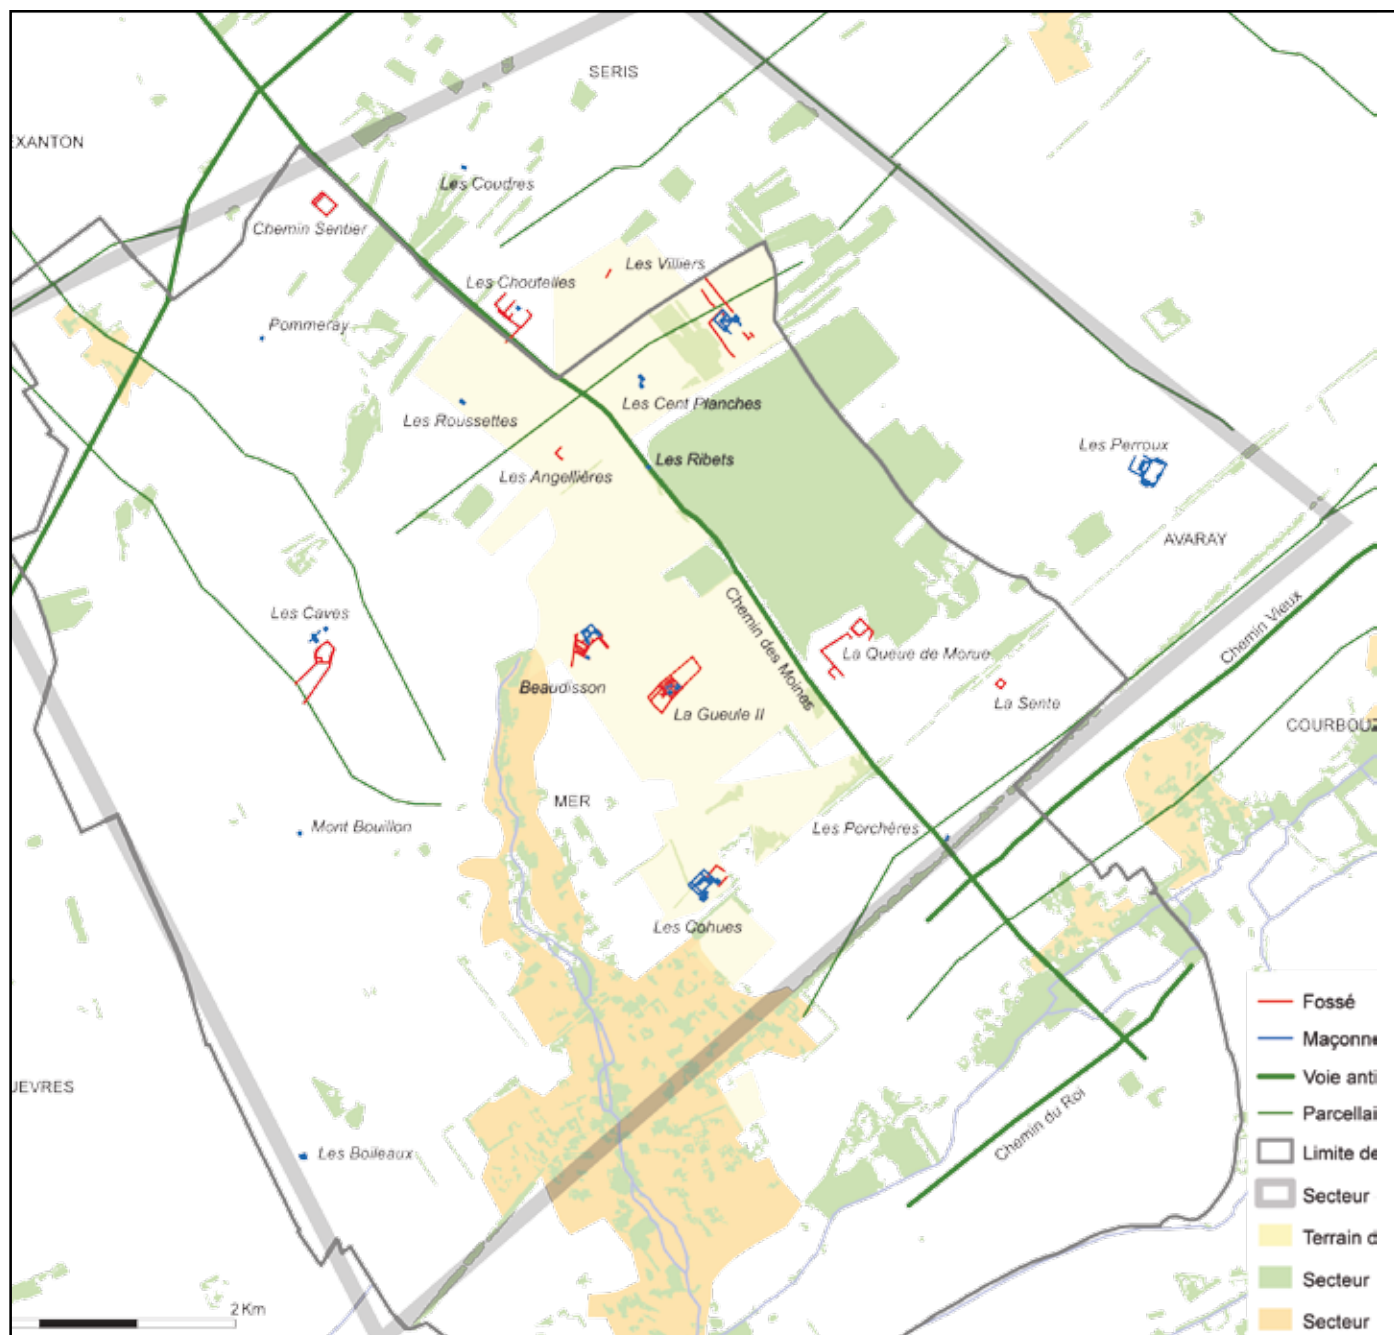 SERIS
EXANTON
Les Coudres
Chemin Sentier
Les Villiers
Les Choutelles
Pommeray
Les Cent Planches
Les Roussettes
Les Perroux
Les Ribets
Les Angellières
AVARAY
Chemin Vieux
Les Caves
Chemin des Moines
La Queue de Morue
Beaudisson
La Sente
La Gueule II
COURBOUZ
MER
Mont Bouillon
Les Porchères
Les Cohues
Fossé
Maçonne
Voie anti
UEVRES
Parcellai
Chemin du Roi
Les Boileaux
Limite de
Secteur
Terrain d
Secteur
2 Km
Secteur